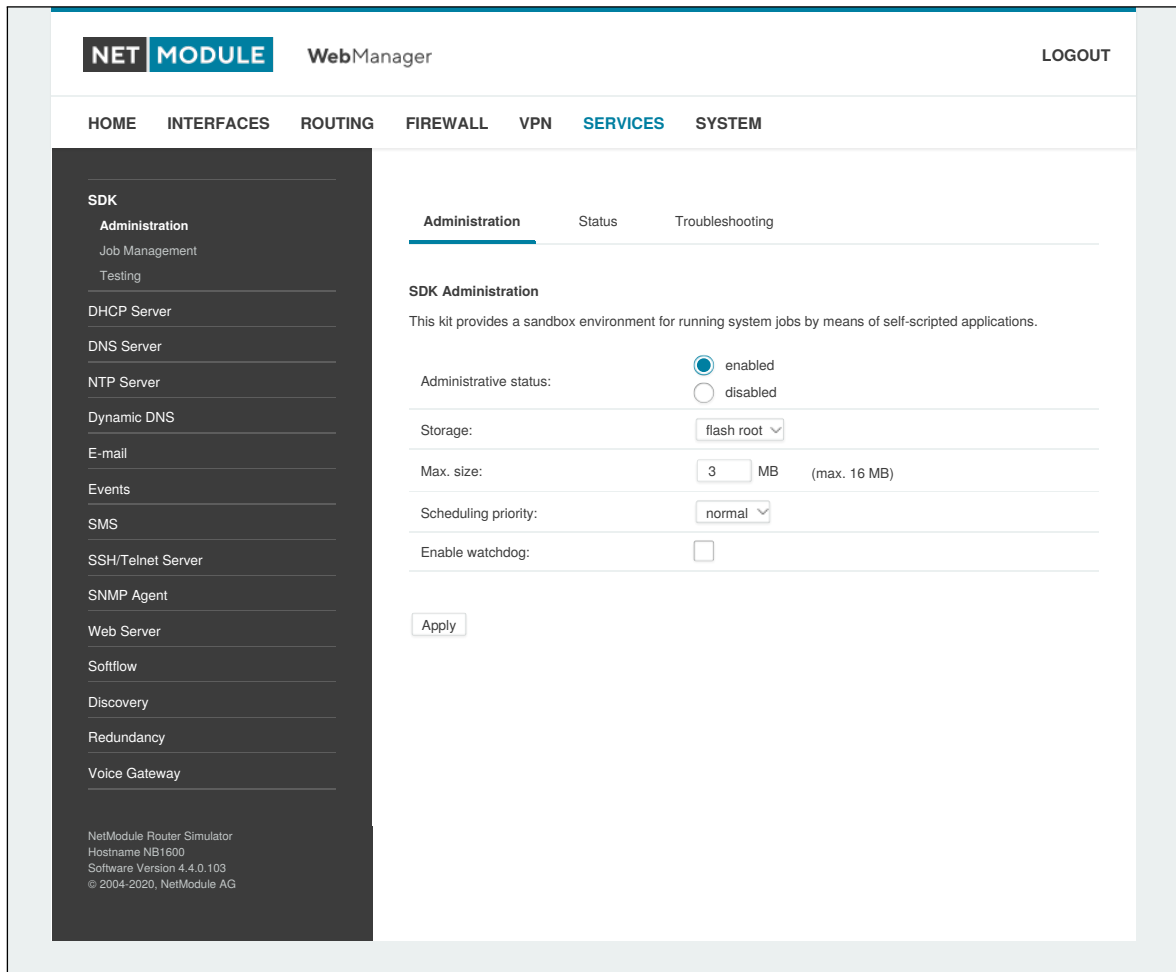 NET MODULE WebManager LOGOUT
HOME INTERFACES ROUTING FIREWALL VPN SERVICES SYSTEM
SDK
Administration
Job Management
Testing
DHCP Server
DNS Server
NTP Server
Dynamic DNS
E-mail
Events
SMS
SSH/Telnet Server
SNMP Agent
Web Server
Softflow
Discovery
Redundancy
Voice Gateway
NetModule Router Simulator
Hostname NB1600
Software Version 4.4.0.103
© 2004-2020, NetModule AG
Administration Status Troubleshooting
SDK Administration
This kit provides a sandbox environment for running system jobs by means of self-scripted applications.
Administrative status: enabled
disabled
Storage: flash root
Max. size: 3 MB (max. 16 MB)
Scheduling priority: normal
Enable watchdog:
Apply